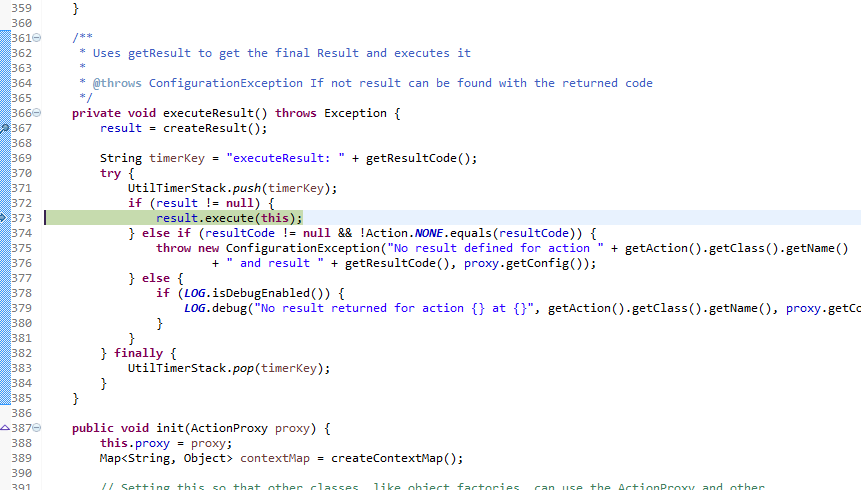 359 }
360
361 /**
362 * Uses getResult to get the final Result and executes it
363 *
364 * @throws ConfigurationException If not result can be found with the returned code
365 */
366 private void executeResult() throws Exception {
367 result = createResult();
368
369 String timerKey = "executeResult: " + getResultCode();
370 try {
371 UtilTimerStack.push(timerKey);
372 if (result != null) {
373 result.execute(this);
374 } else if (resultCode != null && !Action.NONE.equals(resultCode)) {
375 throw new ConfigurationException("No result defined for action " + getAction().getClass().getName()
376 + " and result " + getResultCode(), proxy.getConfig());
377 } else {
378 if (LOG.isDebugEnabled()) {
379 LOG.debug("No result returned for action {} at {}", getAction().getClass().getName(), proxy.getCo
380 }
381 }
382 } finally {
383 UtilTimerStack.pop(timerKey);
384 }
385 }
386
387 public void init(ActionProxy proxy) {
388 this.proxy = proxy;
389 Map<String, Object> contextMap = createContextMap();
390
391 // Setting this so that other classes, like object factories, can use the ActionProxy and other